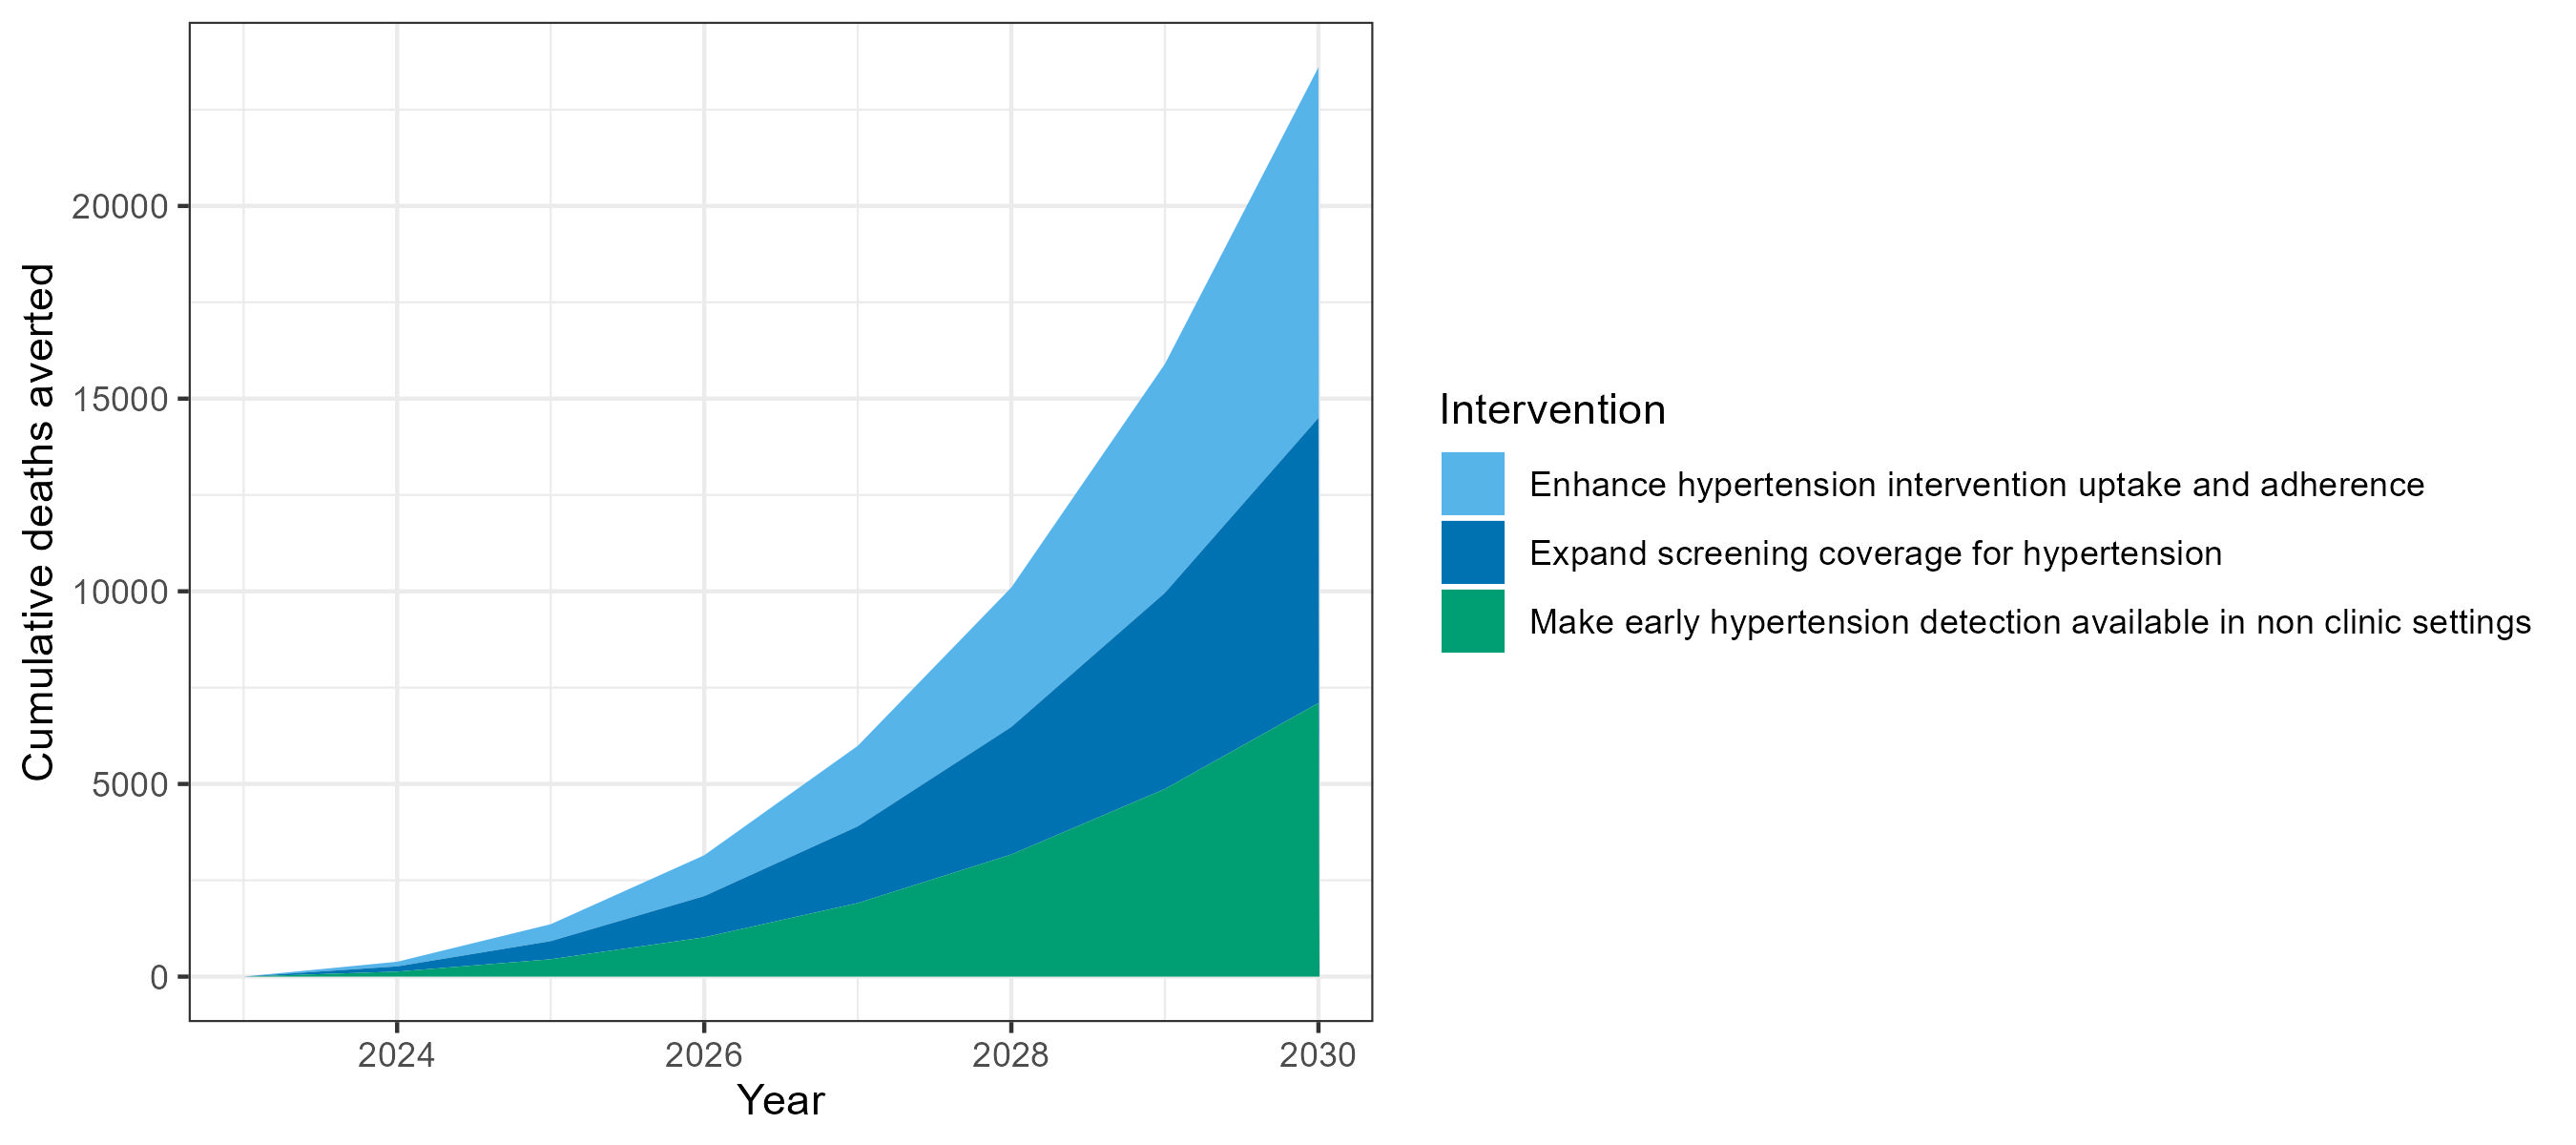 Cumulative deaths averted
20000
15000
10000
5000
0
2024 2026 2028 2030
Year
Intervention
Enhance hypertension intervention uptake and adherence
Expand screening coverage for hypertension
Make early hypertension detection available in non clinic settings